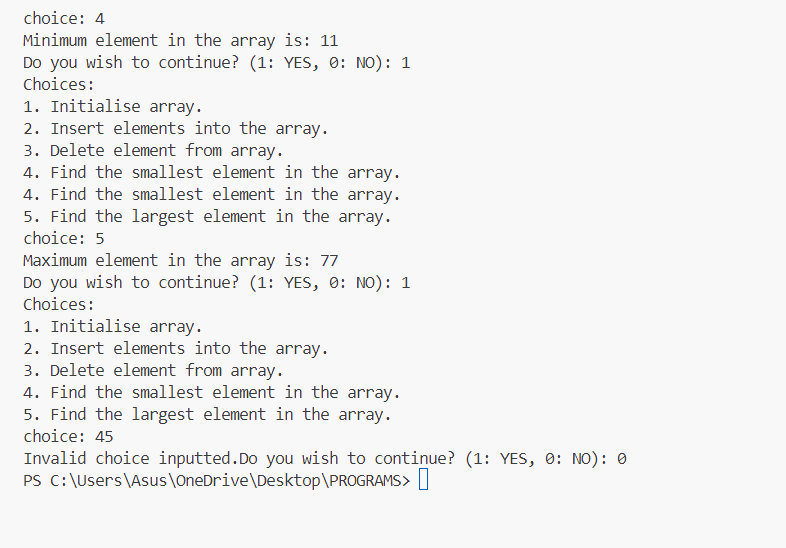 choice: 4
Minimum element in the array is: 11
Do you wish to continue? (1: YES, 0: NO): 1
Choices:
1. Initialise array.
2. Insert elements into the array.
3. Delete element from array.
4. Find the smallest element in the array.
4. Find the smallest element in the array.
5. Find the largest element in the array.
choice: 5
Maximum element in the array is: 77
Do you wish to continue? (1: YES, 0: NO): 1
Choices:
1. Initialise array.
2. Insert elements into the array.
3. Delete element from array.
4. Find the smallest element in the array.
5. Find the largest element in the array.
choice: 45
Invalid choice inputted.Do you wish to continue? (1: YES, 0: NO): 0
PS C:\Users\Asus\OneDrive\Desktop\PROGRAMS>